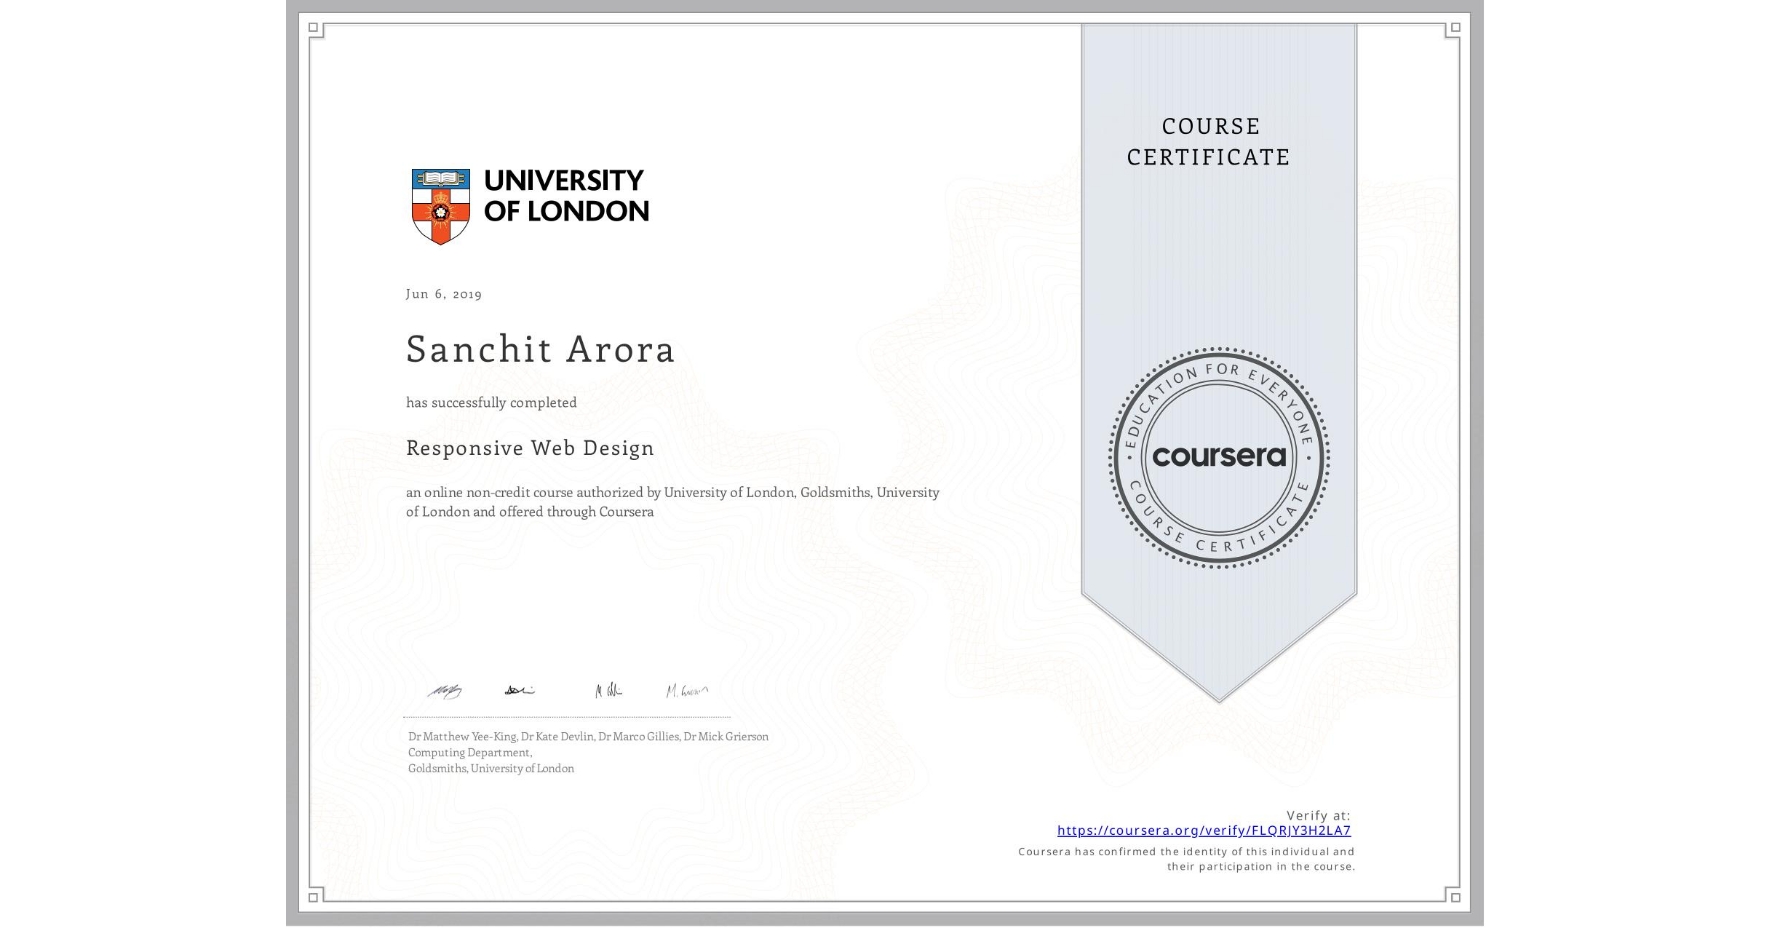 UNIVERSITY
OF LONDON
COURSE
CERTIFICATE
Jun 6, 2019
Sanchit Arora
has successfully completed
Responsive Web Design
an online non-credit course authorized by University of London, Goldsmiths, University
of London and offered through Coursera
EDUCATION FOR EVERYONE
coursera
COURSE CERTIFICATE
Dr Matthew Yee-King, Dr Kate Devlin, Dr Marco Gillies, Dr Mick Grierson
Computing Department,
Goldsmiths, University of London
Verify at:
https://coursera.org/verify/FLQRJY3H2LA7
Coursera has confirmed the identity of this individual and
their participation in the course.